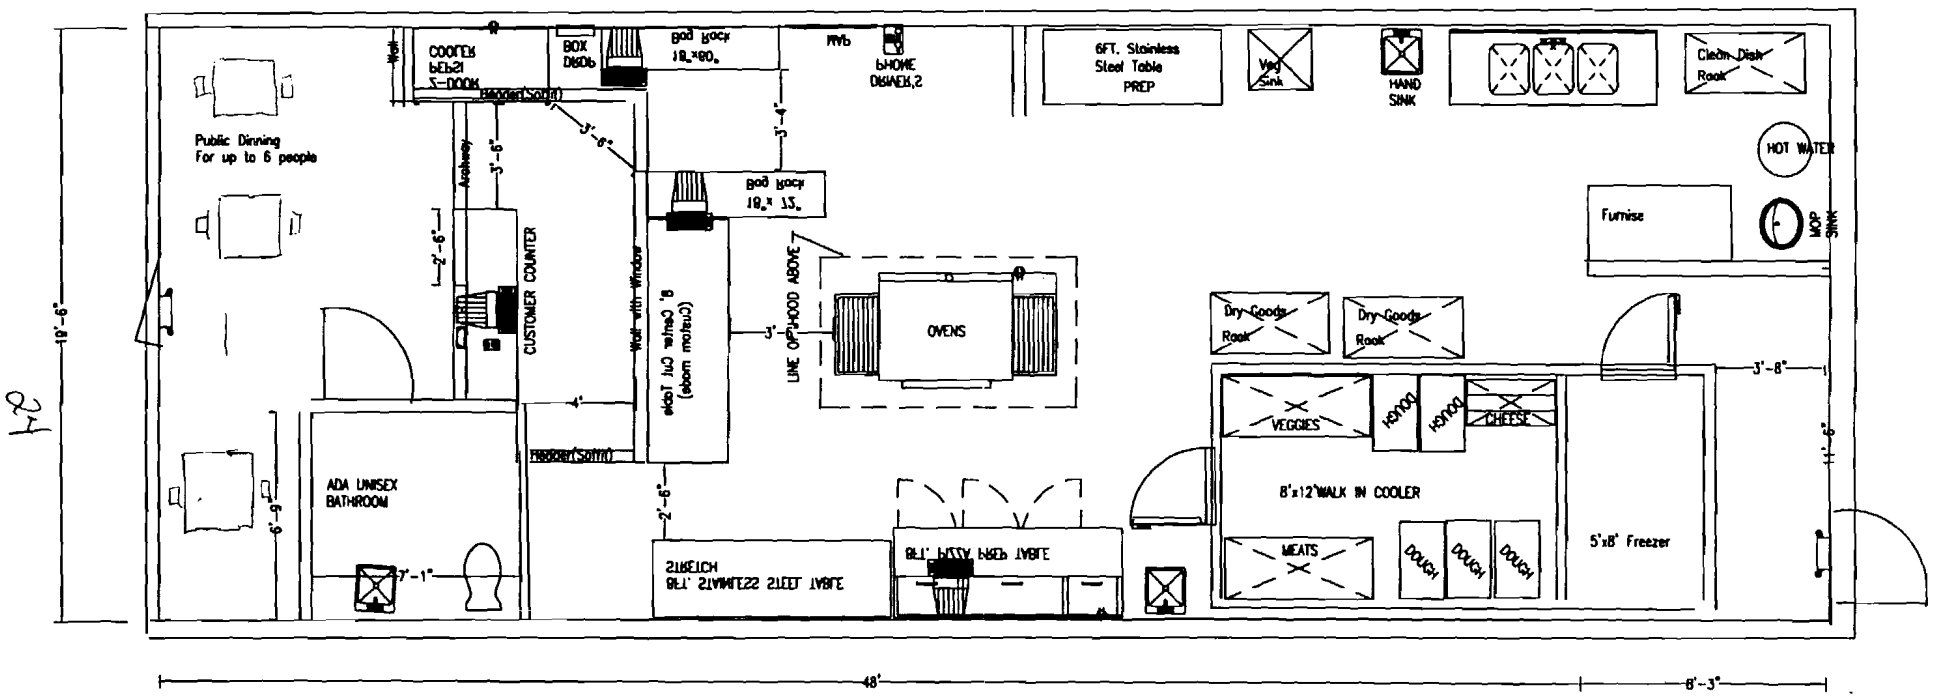 Wall
COOLER
PEPSI
2-DOOR
BOX
DROP
Bag Rack
18"x60"
MAP
PHONE
DRIVER,S
6FT. Stainless
Steel Table
PREP
Veg
Sink
HAND
SINK
Clean Dish
Rack
Header(Soffit)
3'-6"
3'-4"
Public Dinning
For up to 6 people
Archway
3'-6"
HOT WATER
Bag Rack
18"x 72"
Furnise
MOP
SINK
2'-6"
CUSTOMER COUNTER
Wall with Window
8' Center Cut Table
(Custom made)
LINE OF HOOD ABOVE
3'-
OVENS
Dry Goods
Rack
Dry Goods
Rack
3'-8"
4'
VEGGIES
DOUGH
DOUGH
CHEESE
11'-6"
Header(Soffit)
ADA UNISEX
BATHROOM
6'-9"
2'-6"
8'x12'WALK IN COOLER
5'x8' Freezer
MEATS
DOUGH
DOUGH
DOUGH
7'-1"
STRETCH
8FT. STAINLESS STEEL TABLE
8FT. PIZZA PREP TABLE
48'